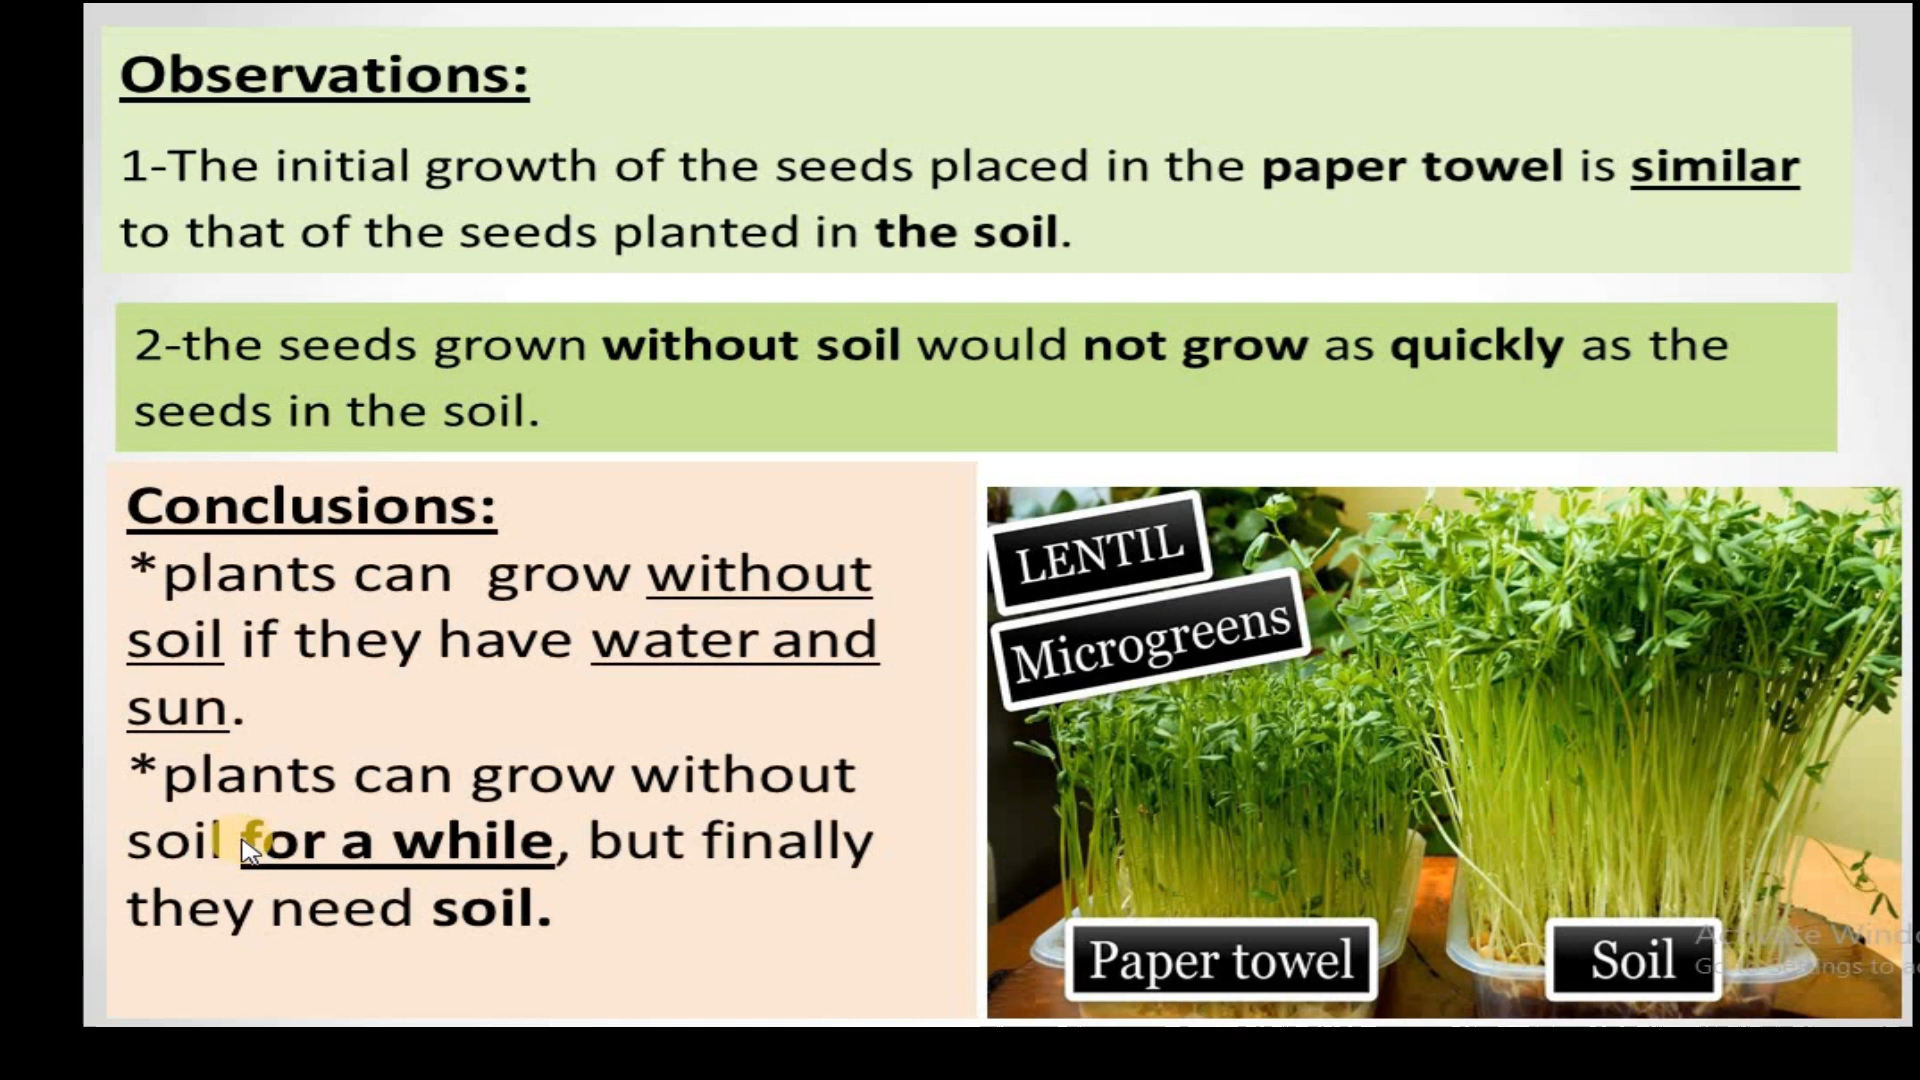 Observations:
1-The initial growth of the seeds placed in the paper towel is similar
to that of the seeds planted in the soil.
2-the seeds grown without soil would not grow as quickly as the
seeds in the soil.
Conclusions:
*plants can grow without
soil if they have water and
sun.
*plants can grow without
soil for a while, but finally
they need soil.
LENTIL
Microgreens
Paper towel
Soil